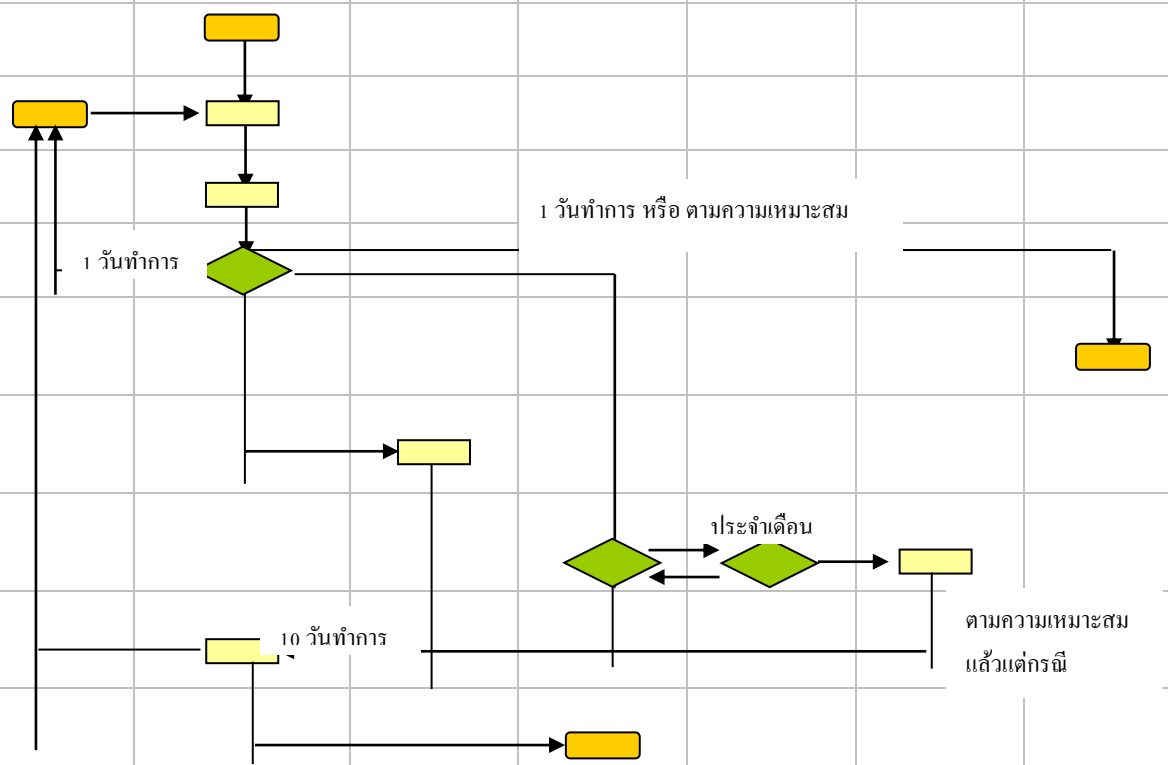 1 วันทำการ หรือ ตามความเหมาะสม
1 วันทำการ
ประจำเดือน
10 วันทำการ
ตามความเหมาะสม
แล้วแต่กรณี